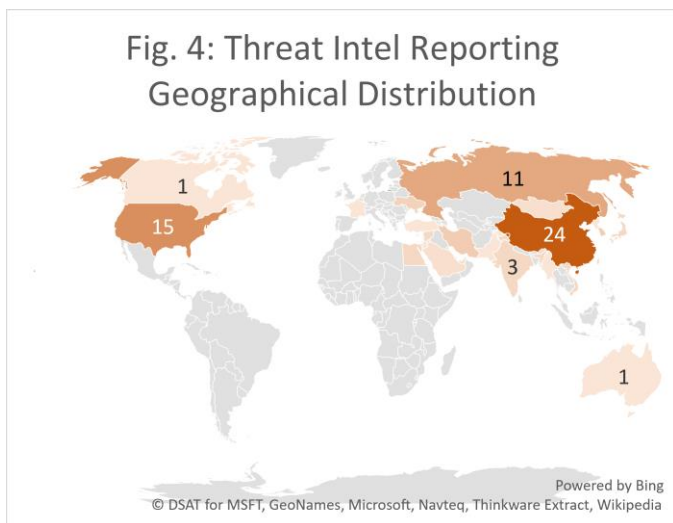 Fig. 4: Threat Intel Reporting
Geographical Distribution
1
11
15
24
3
1
Powered by Bing
© DSAT for MSFT, GeoNames, Microsoft, Navteq, Thinkware Extract, Wikipedia